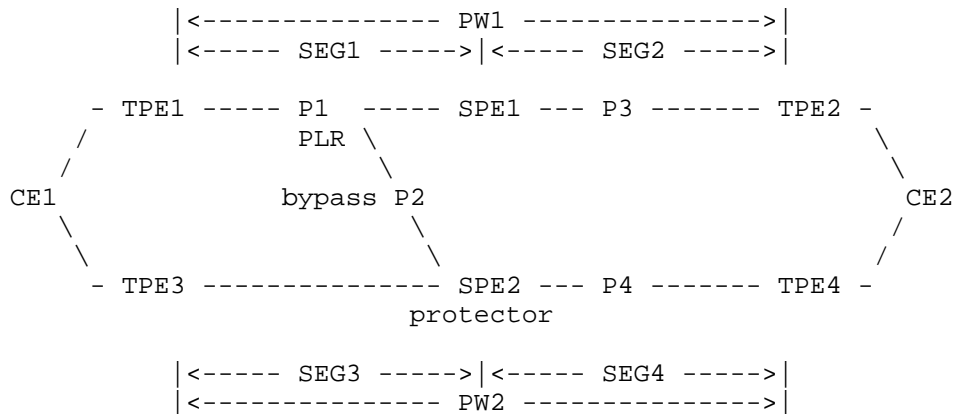 |<--------------- PW1 --------------->|
|<----- SEG1 ----->|<----- SEG2 ----->|
- TPE1 ----- P1 ----- SPE1 --- P3 ------- TPE2 -
/ PLR \ \
/ \ \
CE1 bypass P2 CE2
\ \ /
\ \ /
- TPE3 --------------- SPE2 --- P4 ------- TPE4 -
protector
|<----- SEG3 ----->|<----- SEG4 ----->|
|<--------------- PW2 --------------->|